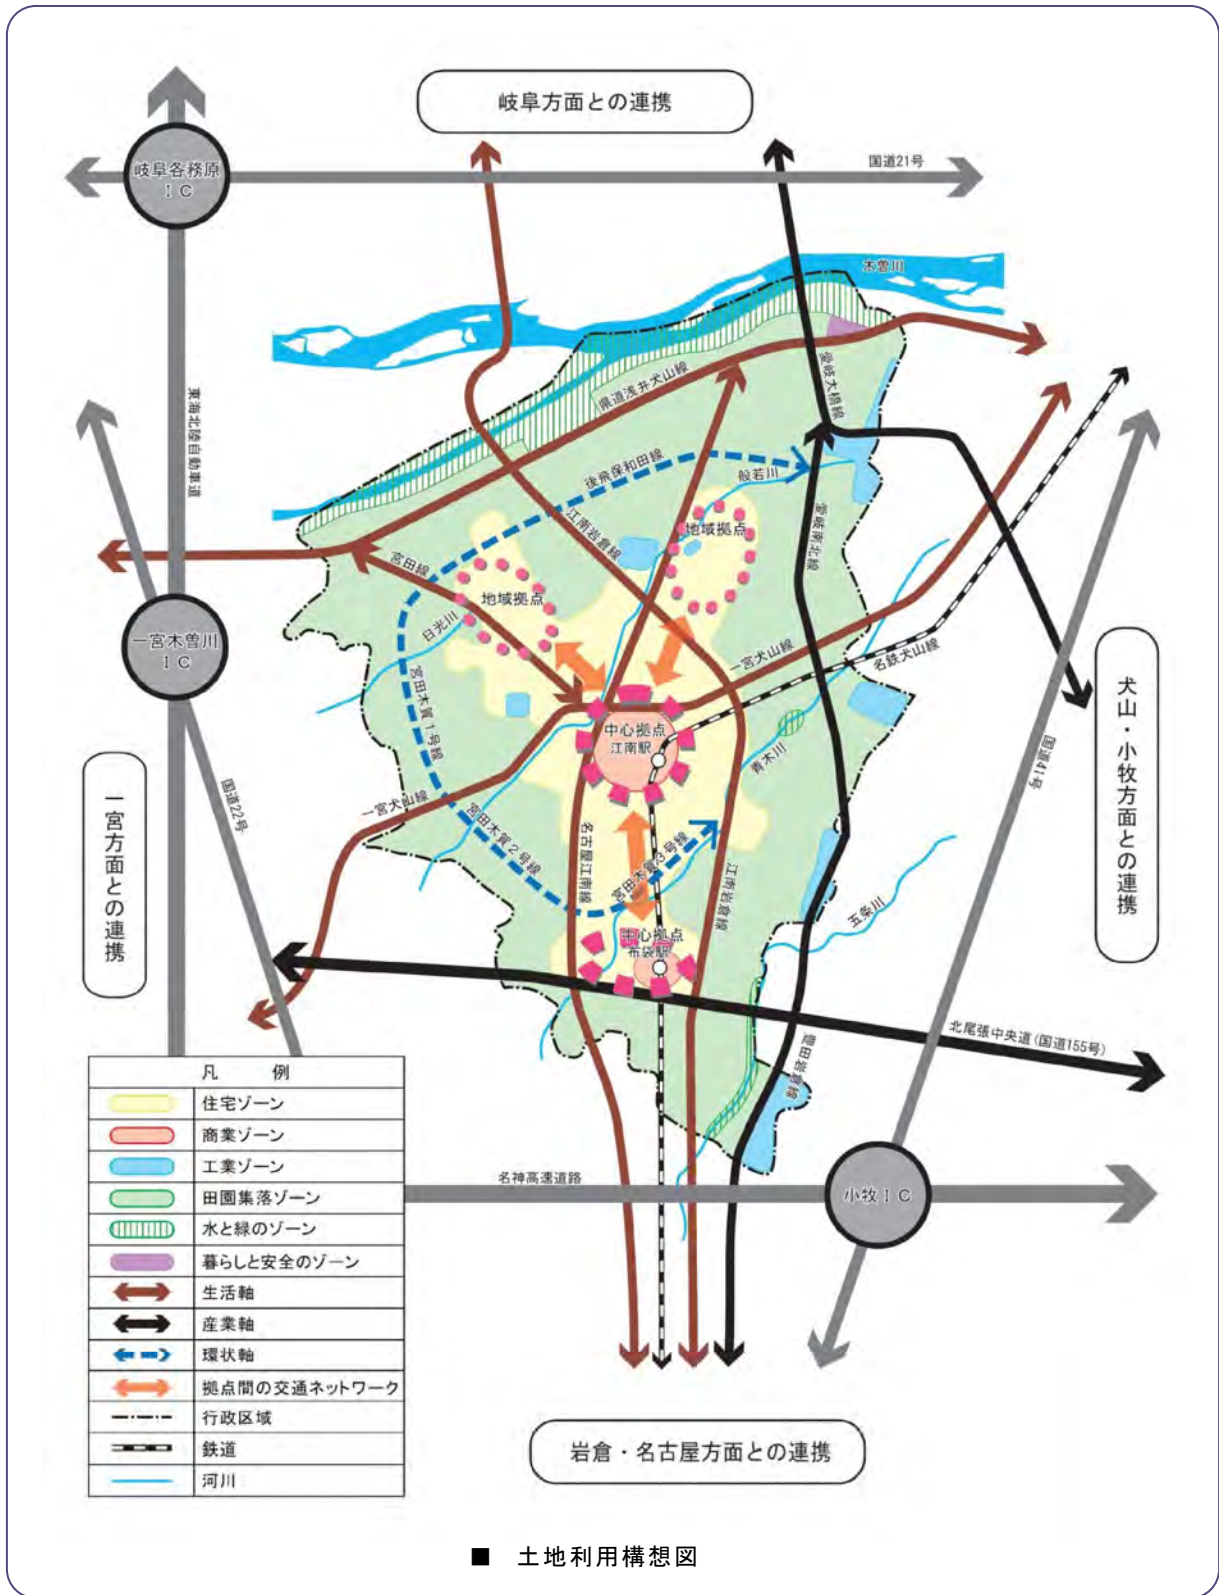 岐阜方面との連携
岐阜各務原
ＩＣ
国道21号
木曽川
東海北陸自動車道
県道浅井犬山線
愛岐大橋線
後飛保和田線
般若川
江南岩倉線
地域拠点
愛岐南北線
宮田線
地域拠点
日光川
一宮木曽川
ＩＣ
一宮犬山線
名鉄犬山線
宮田木賀1号線
中心拠点
江南駅
青木川
国道41号
犬山・小牧方面との連携
一宮方面との連携
国道22号
一宮犬山線
宮田木賀2号線
名古屋江南線
宮田木賀3号線
江南岩倉線
五条川
中心拠点
布袋駅
北尾張中央道(国道155号)
豊田岩倉線
名神高速道路
小牧ＩＣ
凡　例
住宅ゾーン
商業ゾーン
工業ゾーン
田園集落ゾーン
水と緑のゾーン
暮らしと安全のゾーン
生活軸
産業軸
環状軸
拠点間の交通ネットワーク
行政区域
鉄道
河川
岩倉・名古屋方面との連携
■　土地利用構想図